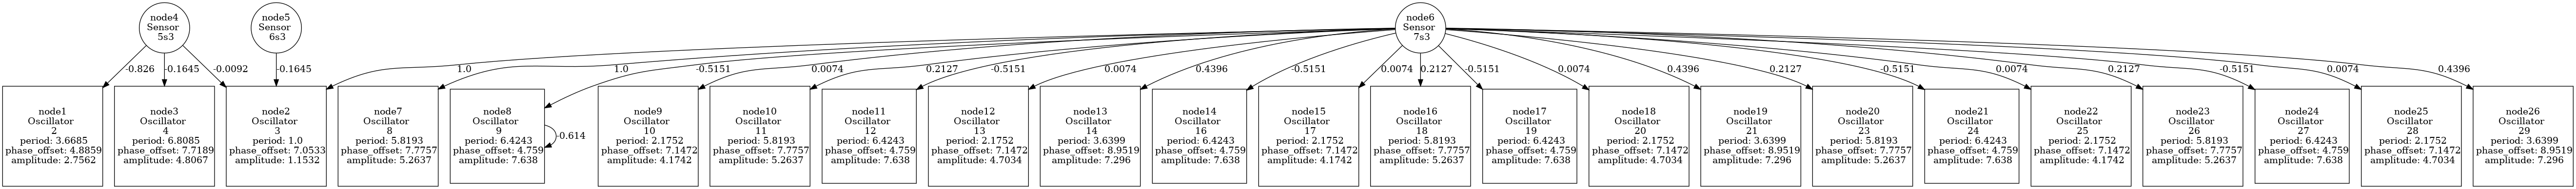 node4
Sensor
5s3
node5
Sensor
6s3
node6
Sensor
7s3
-0.826
-0.1645
-0.0092
-0.1645
1.0
1.0
-0.5151
0.0074
0.2127
-0.5151
0.0074
0.4396
-0.5151
0.0074
0.2127
-0.5151
0.0074
0.4396
0.2127
-0.5151
0.0074
0.2127
-0.5151
0.0074
0.4396
node1
Oscillator
2
period: 3.6685
phase_offset: 4.8859
amplitude: 2.7562
node3
Oscillator
4
period: 6.8085
phase_offset: 7.7189
amplitude: 4.8067
node2
Oscillator
3
period: 1.0
phase_offset: 7.0533
amplitude: 1.1532
node7
Oscillator
8
period: 5.8193
phase_offset: 7.7757
amplitude: 5.2637
node8
Oscillator
9
period: 6.4243
phase_offset: 4.759
amplitude: 7.638
-0.614
node9
Oscillator
10
period: 2.1752
phase_offset: 7.1472
amplitude: 4.1742
node10
Oscillator
11
period: 5.8193
phase_offset: 7.7757
amplitude: 5.2637
node11
Oscillator
12
period: 6.4243
phase_offset: 4.759
amplitude: 7.638
node12
Oscillator
13
period: 2.1752
phase_offset: 7.1472
amplitude: 4.7034
node13
Oscillator
14
period: 3.6399
phase_offset: 8.9519
amplitude: 7.296
node14
Oscillator
16
period: 6.4243
phase_offset: 4.759
amplitude: 7.638
node15
Oscillator
17
period: 2.1752
phase_offset: 7.1472
amplitude: 4.1742
node16
Oscillator
18
period: 5.8193
phase_offset: 7.7757
amplitude: 5.2637
node17
Oscillator
19
period: 6.4243
phase_offset: 4.759
amplitude: 7.638
node18
Oscillator
20
period: 2.1752
phase_offset: 7.1472
amplitude: 4.7034
node19
Oscillator
21
period: 3.6399
phase_offset: 8.9519
amplitude: 7.296
node20
Oscillator
23
period: 5.8193
phase_offset: 7.7757
amplitude: 5.2637
node21
Oscillator
24
period: 6.4243
phase_offset: 4.759
amplitude: 7.638
node22
Oscillator
25
period: 2.1752
phase_offset: 7.1472
amplitude: 4.1742
node23
Oscillator
26
period: 5.8193
phase_offset: 7.7757
amplitude: 5.2637
node24
Oscillator
27
period: 6.4243
phase_offset: 4.759
amplitude: 7.638
node25
Oscillator
28
period: 2.1752
phase_offset: 7.1472
amplitude: 4.7034
node26
Oscillator
29
period: 3.6399
phase_offset: 8.9519
amplitude: 7.296